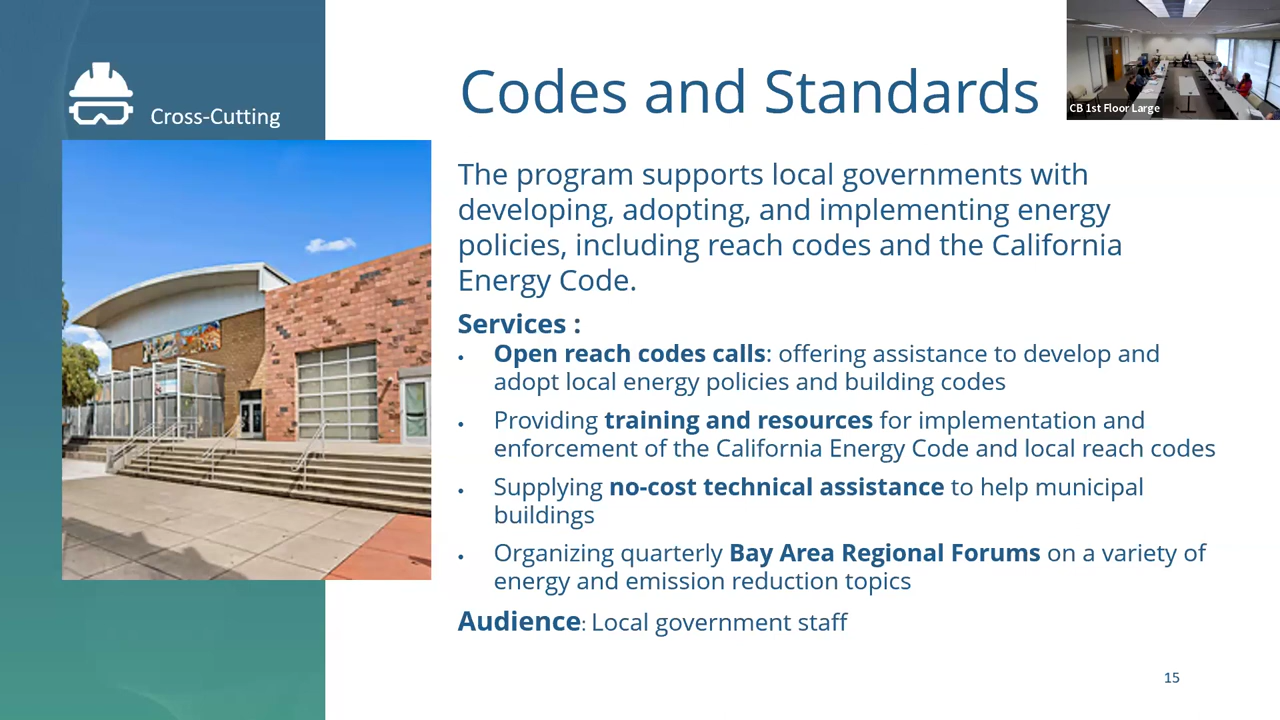 Cross-Cutting
Codes and Standards
CB 1st Floor Large
The program supports local governments with
developing, adopting, and implementing energy
policies, including reach codes and the California
Energy Code.
Services :
• Open reach codes calls: offering assistance to develop and
adopt local energy policies and building codes
• Providing training and resources for implementation and
enforcement of the California Energy Code and local reach codes
• Supplying no-cost technical assistance to help municipal
buildings
• Organizing quarterly Bay Area Regional Forums on a variety of
energy and emission reduction topics
Audience: Local government staff
15